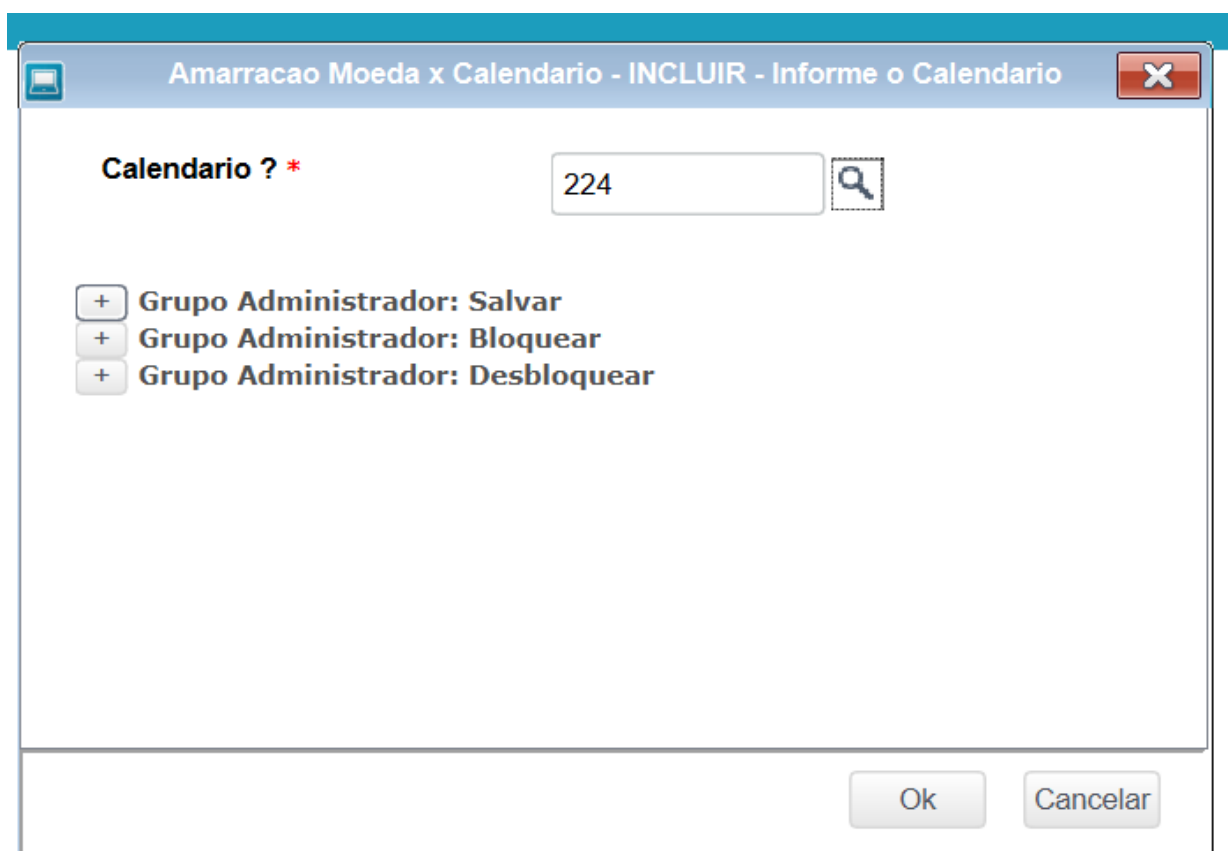 Amarracao Moeda x Calendario - INCLUIR - Informe o Calendario
Calendario ? * 224
+ Grupo Administrador: Salvar
+ Grupo Administrador: Bloquear
+ Grupo Administrador: Desbloquear
Ok Cancelar